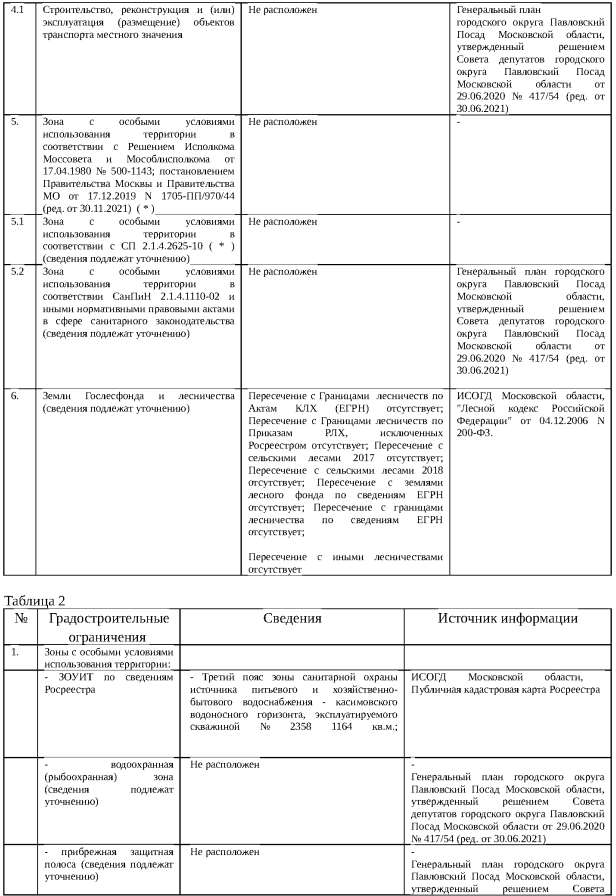 4.1 Строительство, реконструкция и (или) эксплуатация (размещение) объектов транспорта местного значения
Не расположен
Генеральный план
городского округа Павловский
Посад Московской области,
утвержденный решением
Совета депутатов городского
округа Павловский Посад
Московской области от
29.06.2020 № 417/54 (ред. от
30.06.2021)
5. Зона с особыми условиями
использования территории в
соответствии с Решением Исполкома
Моссовета и Мособлисполкома от
17.04.1980 № 500-1143; постановлением
Правительства Москвы и Правительства
МО от 17.12.2019 N 1705-ПП/970/44
(ред. от 30.11.2021) ( * )
Не расположен
-
5.1 Зона с особыми условиями
использования территории в
соответствии с СП 2.1.4.2625-10 ( * )
(сведения подлежат уточнению)
Не расположен
-
5.2 Зона с особыми условиями
использования территории в
соответствии СанПиН 2.1.4.1110-02 и
иными нормативными правовыми актами
в сфере санитарного законодательства
(сведения подлежат уточнению)
Не расположен
Генеральный план городского
округа Павловский Посад
Московской области,
утвержденный решением
Совета депутатов городского
округа Павловский Посад
Московской области от
29.06.2020 № 417/54 (ред. от
30.06.2021)
6. Земли Гослесфонда и лесничества
(сведения подлежат уточнению)
Пересечение с Границами лесничеств по
Актам КЛХ (ЕГРН) отсутствует;
Пересечение с Границами лесничеств по
Приказам РЛХ, исключенных
Росреестром отсутствует; Пересечение с
сельскими лесами 2017 отсутствует;
Пересечение с сельскими лесами 2018
отсутствует; Пересечение с землями
лесного фонда по сведениям ЕГРН
отсутствует; Пересечение с границами
лесничества по сведениям ЕГРН
отсутствует;
Пересечение с иными лесничествами
отсутствует
ИСОГД Московской области,
"Лесной кодекс Российской
Федерации" от 04.12.2006 N
200-ФЗ.
Таблица 2
№ Градостроительные
ограничения
Сведения
Источник информации
1. Зоны с особыми условиями
использования территории:
- ЗОУИТ по сведениям
Росреестра
- Третий пояс зоны санитарной охраны
источника питьевого и хозяйственно-
бытового водоснабжения - касимовского
водоносного горизонта, эксплуатируемого
скважиной № 2358 1164 кв.м.;
ИСОГД Московской области,
Публичная кадастровая карта Росреестра
- водоохранная
(рыбоохранная) зона
(сведения подлежат
уточнению)
Не расположен
-
Генеральный план городского округа
Павловский Посад Московской области,
утвержденный решением Совета
депутатов городского округа Павловский
Посад Московской области от 29.06.2020
№ 417/54 (ред. от 30.06.2021)
- прибрежная защитная
полоса (сведения подлежат
уточнению)
Не расположен
-
Генеральный план городского округа
Павловский Посад Московской области,
утвержденный решением Совета